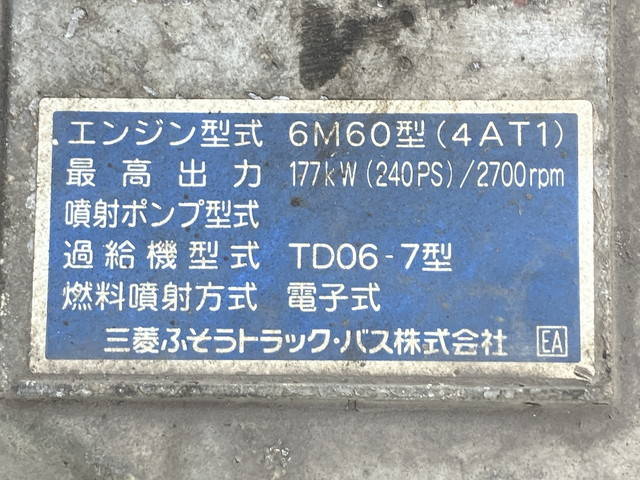 エンジン型式 6M60型(4AT1)
最高出力 177kW(240PS)/2700rpm
噴射ポンプ型式
過給機型式 TD06-7型
燃料噴射方式 電子式
三菱ふそうトラック・バス株式会社 EA